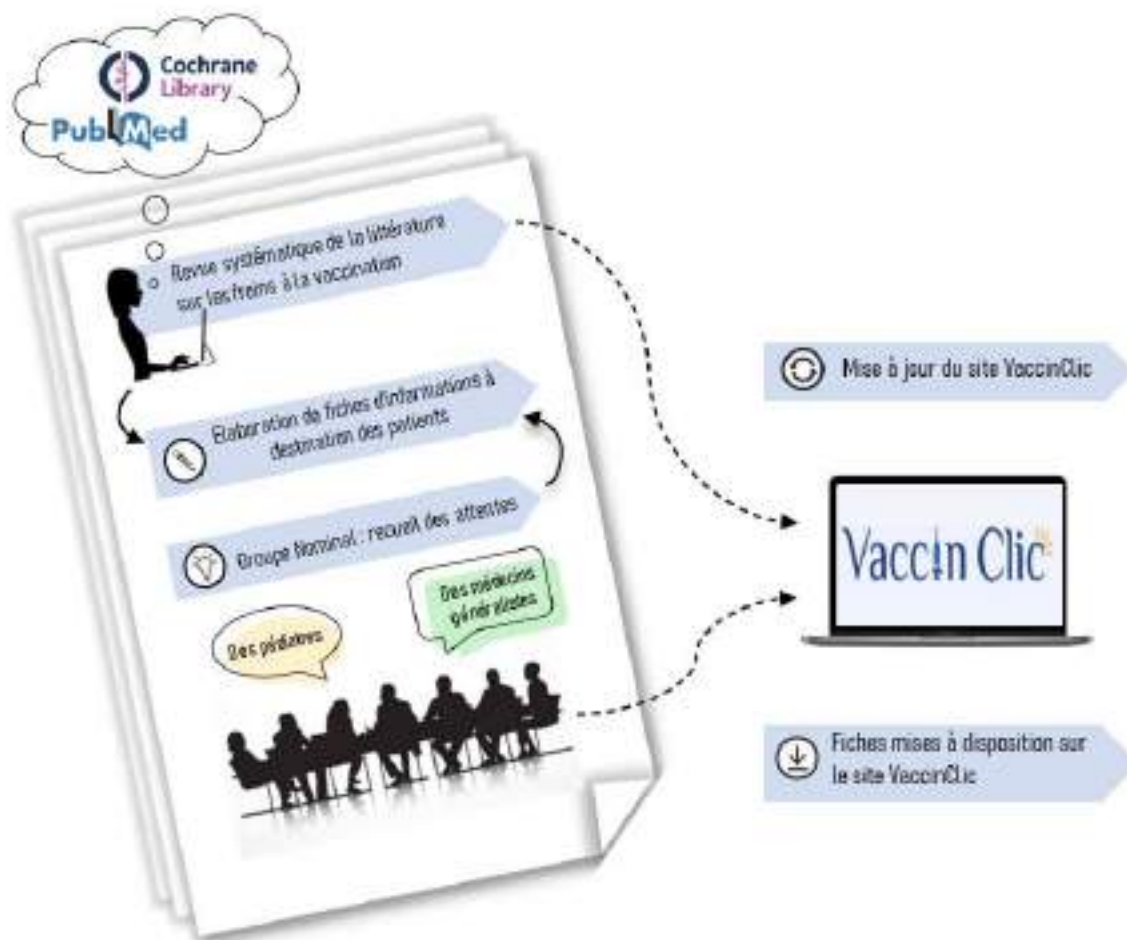 Cochrane
Library
PubMed
Revue systématique de la littérature
sur les freins à la vaccination
Elaboration de fiches d'informations à
destination des patients
Groupe Nominal : recueil des attentes
Des pédiatres
Des médecins
généralistes
Mise à jour du site VaccinClic
Vaccin Clic
Fiches mises à disposition sur
le site VaccinClic